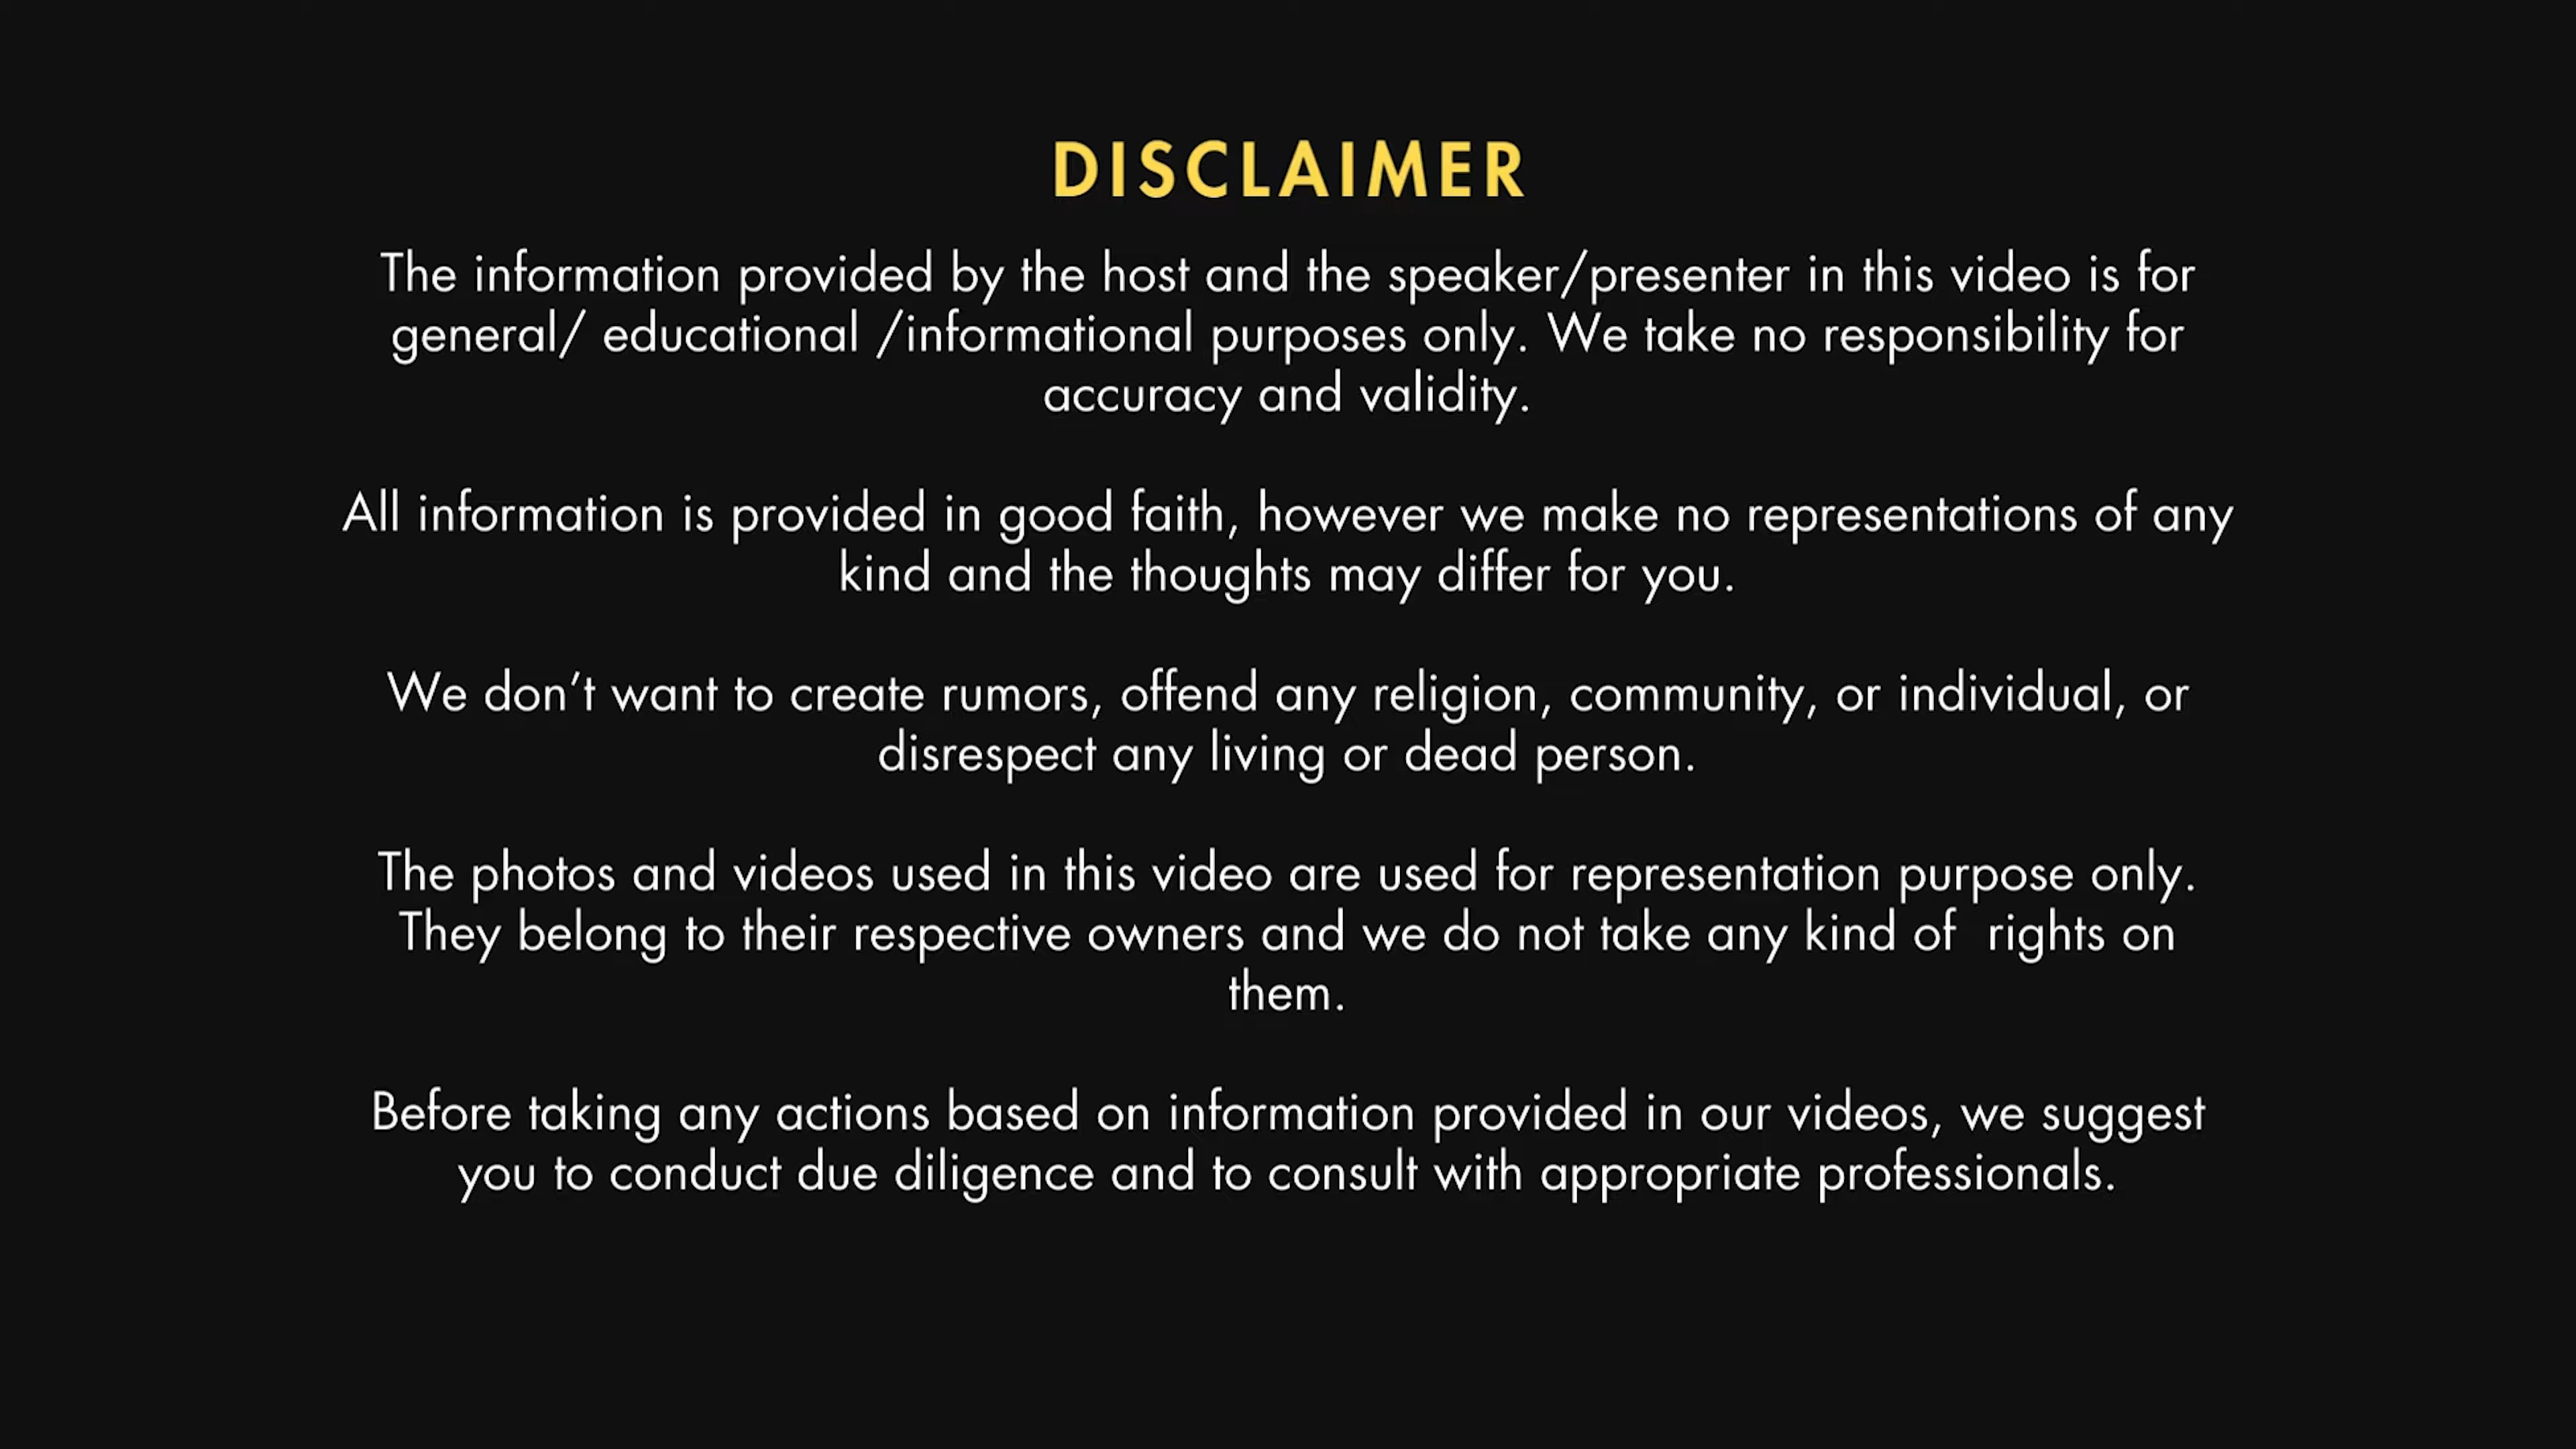 DISCLAIMER
The information provided by the host and the speaker/presenter in this video is for
general/ educational /informational purposes only. We take no responsibility for
accuracy and validity.
All information is provided in good faith, however we make no representations of any
kind and the thoughts may differ for you.
We don’t want to create rumors, offend any religion, community, or individual, or
disrespect any living or dead person.
The photos and videos used in this video are used for representation purpose only.
They belong to their respective owners and we do not take any kind of  rights on
them.
Before taking any actions based on information provided in our videos, we suggest
you to conduct due diligence and to consult with appropriate professionals.